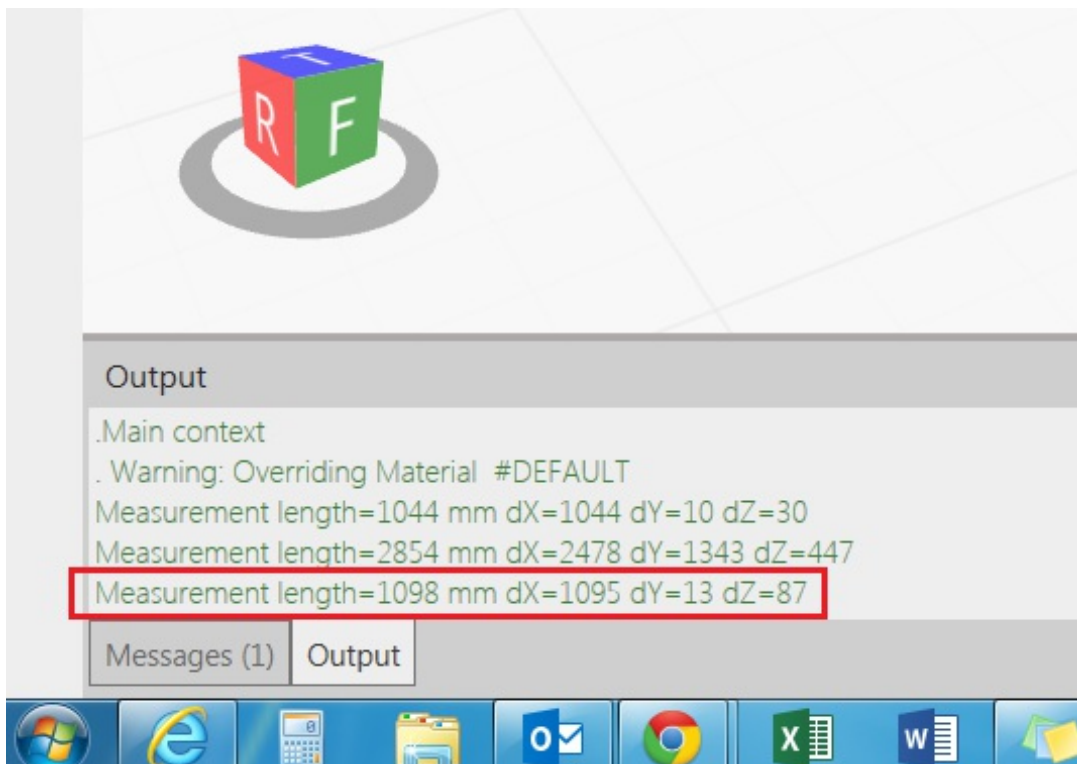 T
R F
Output
.Main context
. Warning: Overriding Material #DEFAULT
Measurement length=1044 mm dX=1044 dY=10 dZ=30
Measurement length=2854 mm dX=2478 dY=1343 dZ=447
Measurement length=1098 mm dX=1095 dY=13 dZ=87
Messages (1) Output